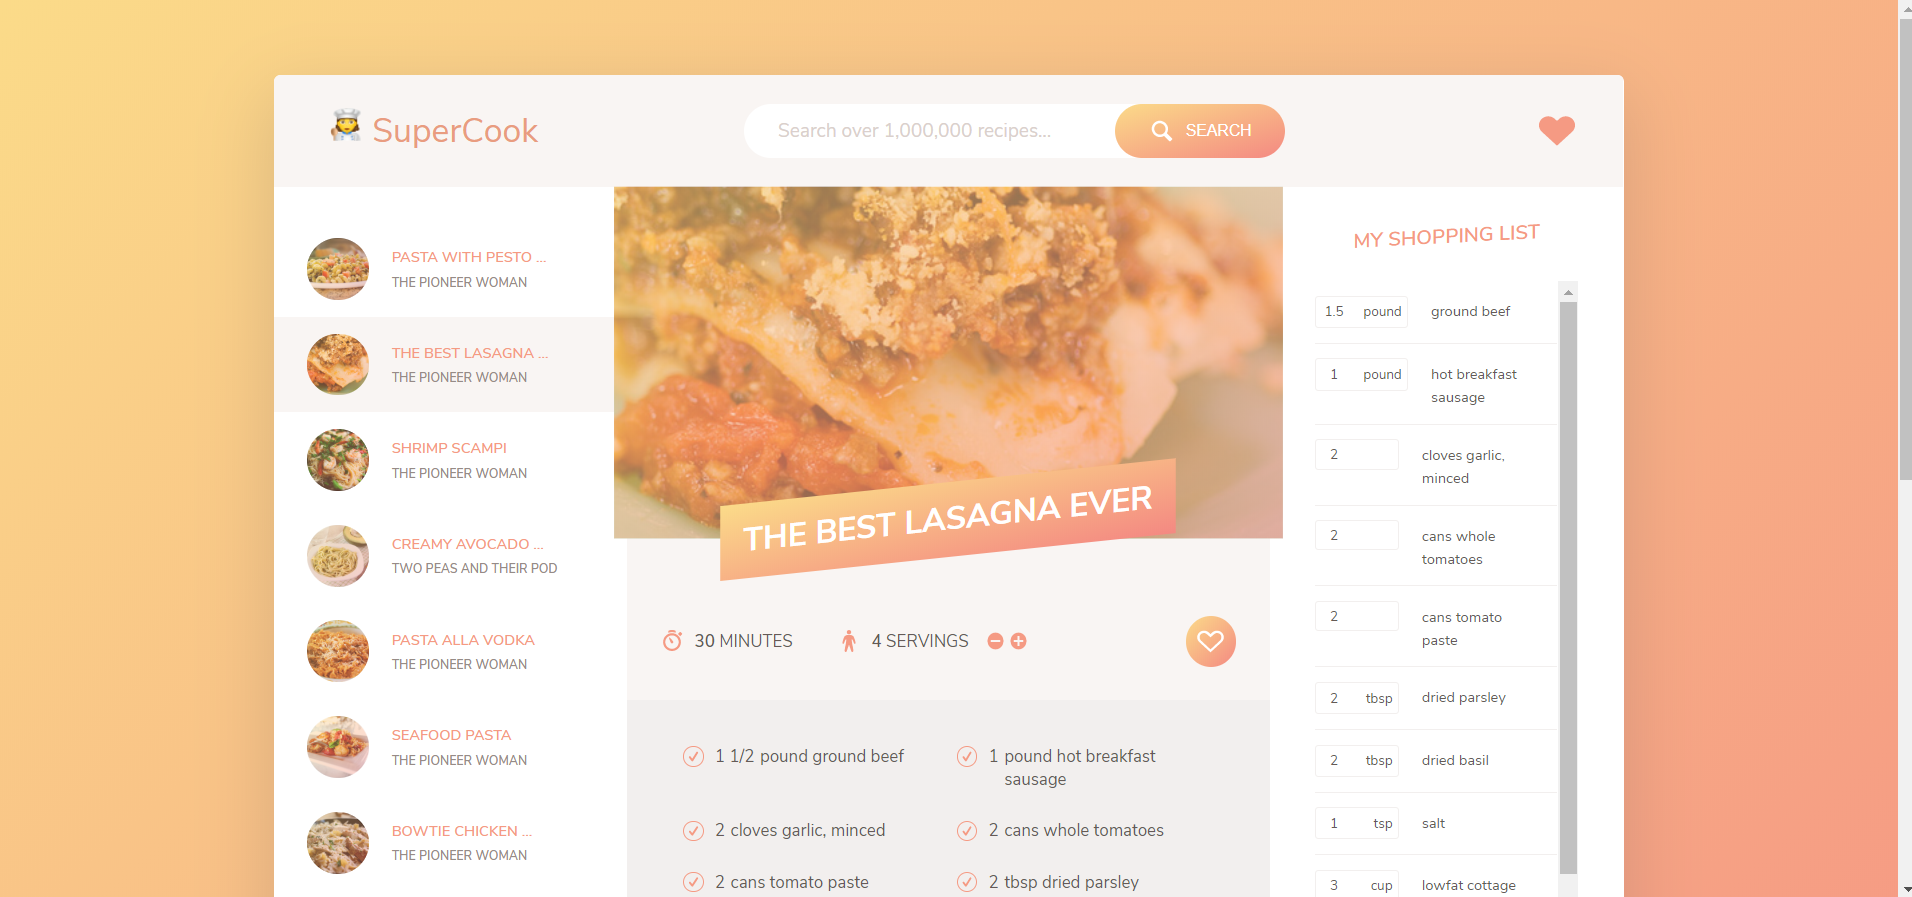 SuperCook
Search over 1,000,000 recipes...
SEARCH
PASTA WITH PESTO ...
THE PIONEER WOMAN
THE BEST LASAGNA ...
THE PIONEER WOMAN
SHRIMP SCAMPI
THE PIONEER WOMAN
CREAMY AVOCADO ...
TWO PEAS AND THEIR POD
PASTA ALLA VODKA
THE PIONEER WOMAN
SEAFOOD PASTA
THE PIONEER WOMAN
BOWTIE CHICKEN ...
THE PIONEER WOMAN
THE BEST LASAGNA EVER
30 MINUTES
4 SERVINGS
1 1/2 pound ground beef
1 pound hot breakfast
sausage
2 cloves garlic, minced
2 cans whole tomatoes
2 cans tomato paste
2 tbsp dried parsley
MY SHOPPING LIST
1.5 pound ground beef
1 pound hot breakfast
sausage
2 cloves garlic,
minced
2 cans whole
tomatoes
2 cans tomato
paste
2 tbsp dried parsley
2 tbsp dried basil
1 tsp salt
3 cup lowfat cottage